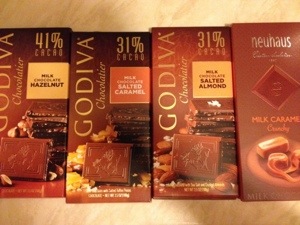 41%
CACAO
GODIVA
Chocolatier
MILK
CHOCOLATE
HAZELNUT
31%
CACAO
GODIVA
Chocolatier
MILK
CHOCOLATE
SALTED
CARAMEL
31%
CACAO
GODIVA
Chocolatier
MILK
CHOCOLATE
SALTED
ALMOND
neuhaus
MILK CARAMEL
Crunchy